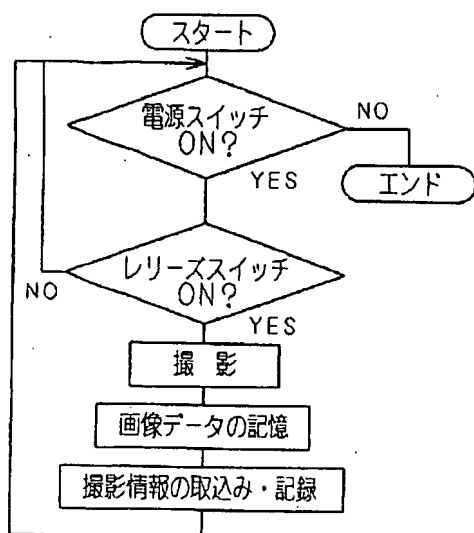 スタート
電源スイッチ
ON?
NO
YES
エンド
レリーズスイッチ
ON?
NO
YES
撮 影
画像データの記憶
撮影情報の取込み・記録